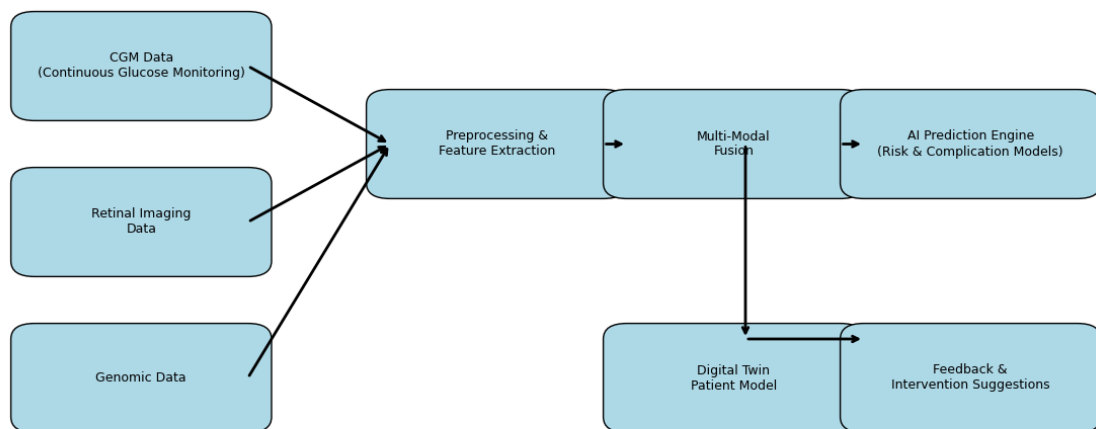 CGM Data
(Continuous Glucose Monitoring)
Retinal Imaging
Data
Genomic Data
Preprocessing &
Feature Extraction
Multi-Modal
Fusion
AI Prediction Engine
(Risk & Complication Models)
Digital Twin
Patient Model
Feedback &
Intervention Suggestions